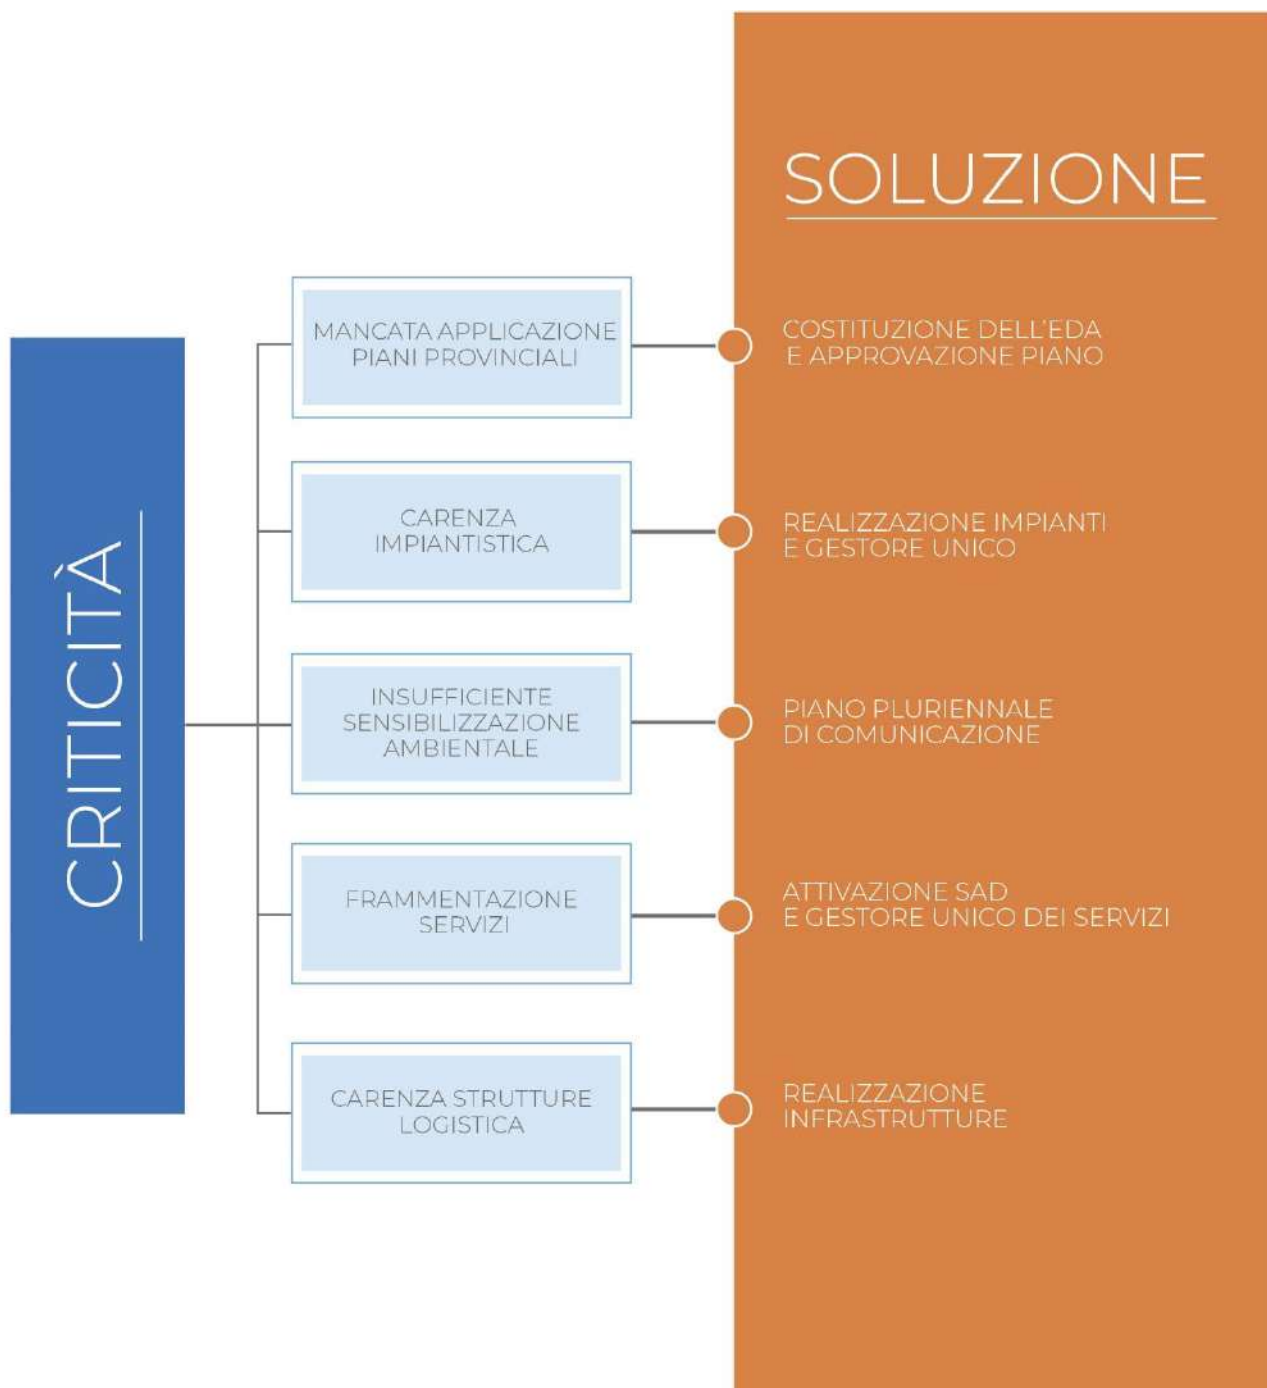 SOLUZIONE
CRITICITÀ
MANCATA APPLICAZIONE
PIANI PROVINCIALI
COSTITUZIONE DELL'EDA
E APPROVAZIONE PIANO
CARENZA
IMPIANTISTICA
REALIZZAZIONE IMPIANTI
E GESTORE UNICO
INSUFFICIENTE
SENSIBILIZZAZIONE
AMBIENTALE
PIANO PLURIENNALE
DI COMUNICAZIONE
FRAMMENTAZIONE
SERVIZI
ATTIVAZIONE SAD
E GESTORE UNICO DEI SERVIZI
CARENZA STRUTTURE
LOGISTICA
REALIZZAZIONE
INFRASTRUTTURE